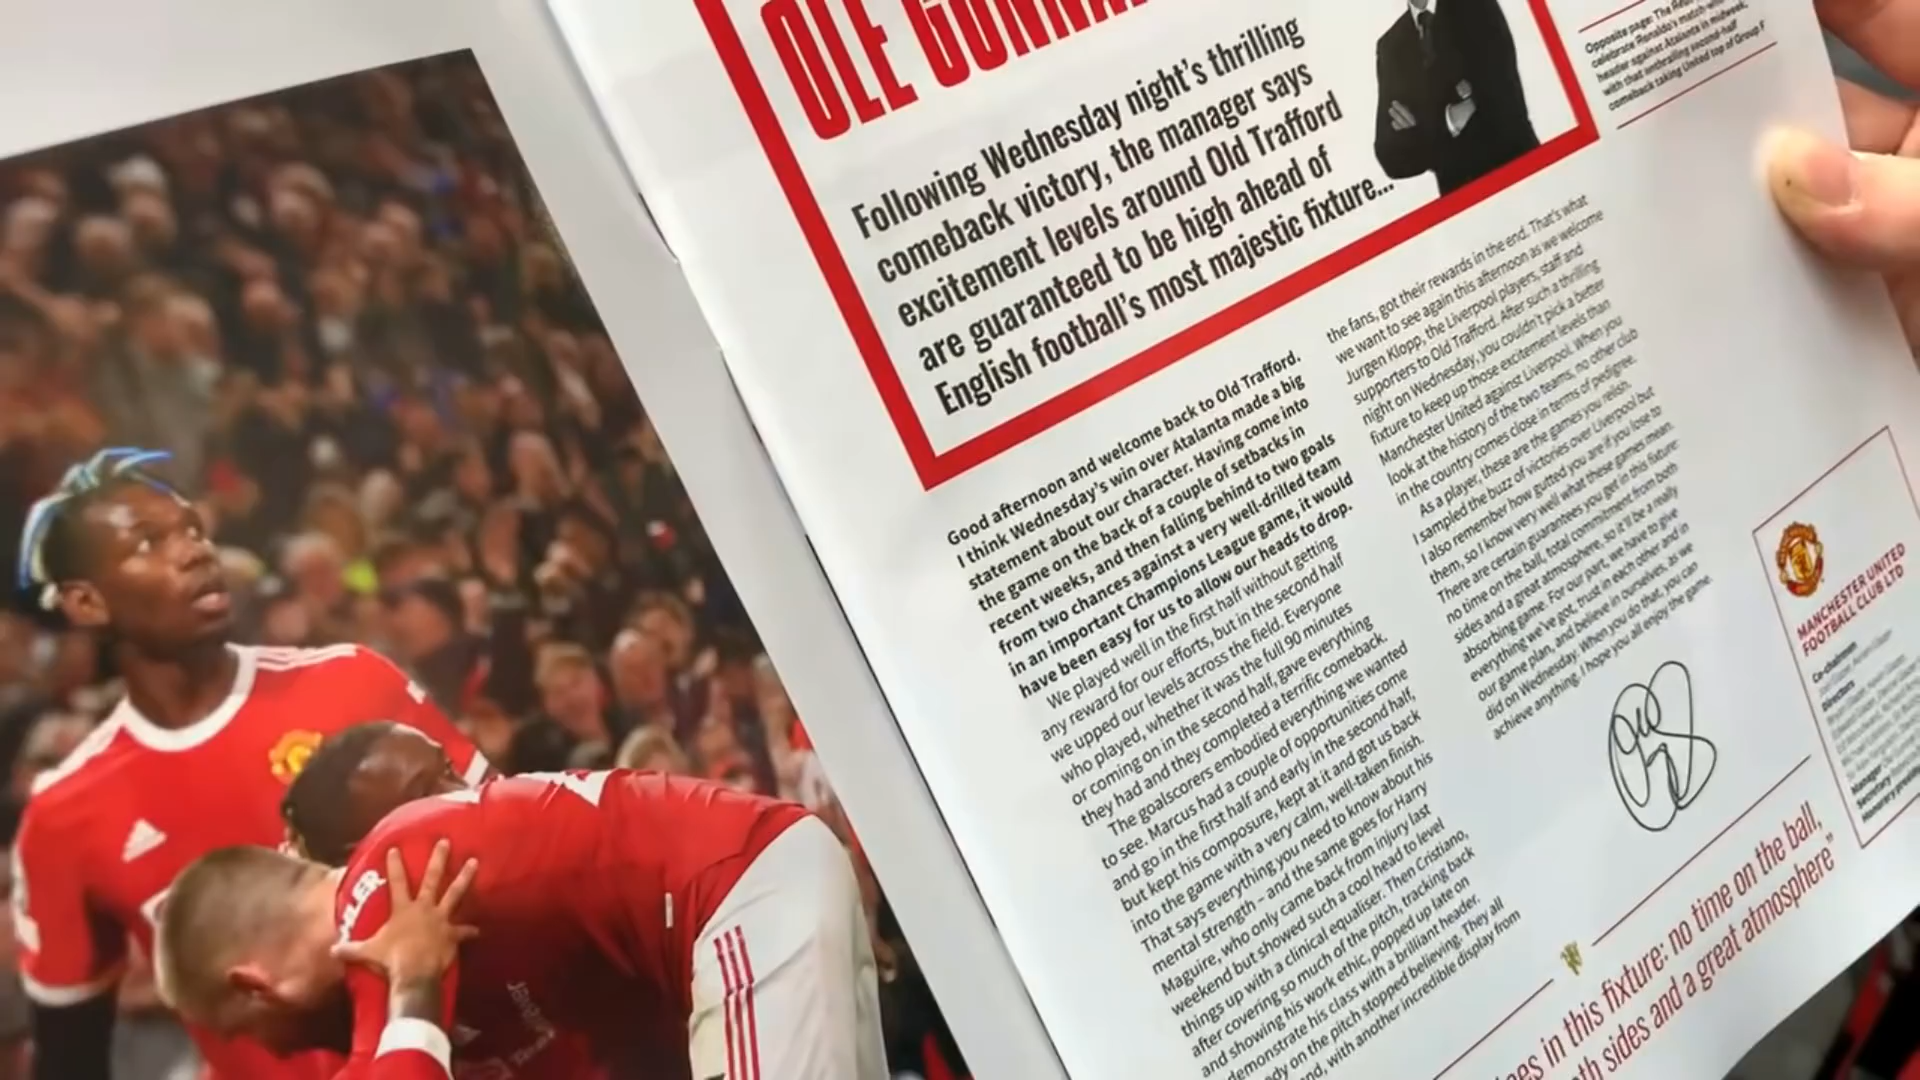 OLE GUNNA
Following Wednesday night's thrilling
comeback victory, the manager says
excitement levels around Old Trafford
are guaranteed to be high ahead of
English football's most majestic fixture...
Opposite page: The Reds
celebrate Ronaldo's match-
header against Atalanta in midweek,
with that enthralling second-half
comeback taking United top of Group F
Good afternoon and welcome back to Old Trafford.
I think Wednesday's win over Atalanta made a big
statement about our character. Having come into
the game on the back of a couple of setbacks in
recent weeks, and then falling behind to two goals
from two chances against a very well-drilled team
in an important Champions League game, it would
have been easy for us to allow our heads to drop.
We played well in the first half without getting
any reward for our efforts, but in the second half
we upped our levels across the field. Everyone
who played, whether it was the full 90 minutes
or coming on in the second half, gave everything
they had and they completed a terrific comeback.
The goalscorers embodied everything we wanted
to see. Marcus had a couple of opportunities come
and go in the first half and early in the second half,
but kept his composure, kept at it and got us back
into the game with a very calm, well-taken finish.
That says everything you need to know about his
mental strength – and the same goes for Harry
Maguire, who only came back from injury last
weekend but showed such a cool head to level
things up with a clinical equaliser. Then Cristiano,
after covering so much of the pitch, tracking back
and showing his work ethic, popped up late on
demonstrate his class with a brilliant header.
dy on the pitch stopped believing. They all
nd, with another incredible display from
the fans, got their rewards in the end. That's what
we want to see again this afternoon as we welcome
Jurgen Klopp, the Liverpool players, staff and
supporters to Old Trafford. After such a thrilling
night on Wednesday, you couldn't pick a better
fixture to keep up those excitement levels than
Manchester United against Liverpool. When you
look at the history of the two teams, no other club
in the country comes close in terms of pedigree.
As a player, these are the games you relish.
I sampled the buzz of victories over Liverpool but
I also remember how gutted you are if you lose to
them, so I know very well what these games mean.
There are certain guarantees you get in this fixture:
no time on the ball, total commitment from both
sides and a great atmosphere, so it'll be a really
absorbing game. For our part, we have to give
everything we've got, trust in each other and in
our game plan, and believe in ourselves, as we
did on Wednesday. When you do that, you can
achieve anything. I hope you all enjoy the game.
MANCHESTER UNITED
FOOTBALL CLUB LTD
Co-chairmen
Directors
Manager
Secretary
ees in this fixture: no time on the ball,
th sides and a great atmosphere"